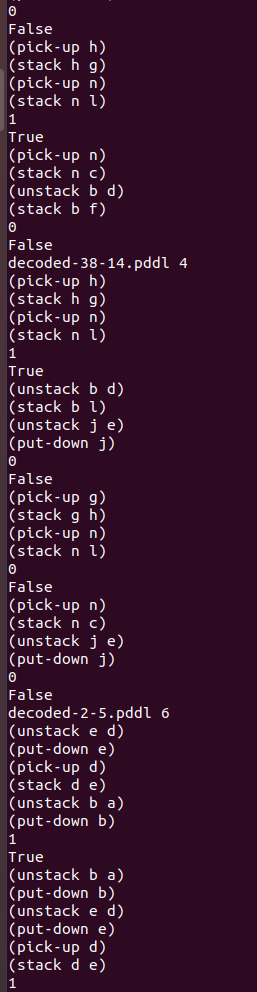 0
False
(pick-up h)
(stack h g)
(pick-up n)
(stack n l)
1
True
(pick-up n)
(stack n c)
(unstack b d)
(stack b f)
0
False
decoded-38-14.pddl 4
(pick-up h)
(stack h g)
(pick-up n)
(stack n l)
1
True
(unstack b d)
(stack b l)
(unstack j e)
(put-down j)
0
False
(pick-up g)
(stack g h)
(pick-up n)
(stack n l)
0
False
(pick-up n)
(stack n c)
(unstack j e)
(put-down j)
0
False
decoded-2-5.pddl 6
(unstack e d)
(put-down e)
(pick-up d)
(stack d e)
(unstack b a)
(put-down b)
1
True
(unstack b a)
(put-down b)
(unstack e d)
(put-down e)
(pick-up d)
(stack d e)
1